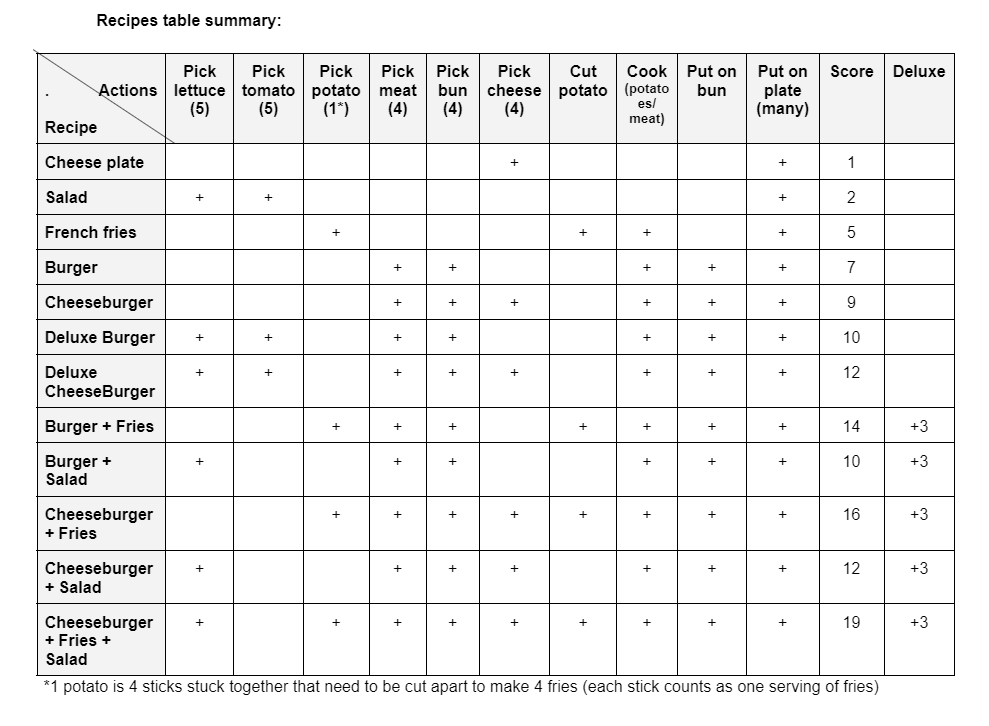 Recipes table summary:
. Actions
Recipe
Pick lettuce (5) Pick tomato (5) Pick potato (1*) Pick meat (4) Pick bun (4) Pick cheese (4) Cut potato Cook (potato es/ meat) Put on bun Put on plate (many) Score Deluxe
Cheese plate + + 1
Salad + + + 2
French fries + + + + 5
Burger + + + + + 7
Cheeseburger + + + + + + 9
Deluxe Burger + + + + + + + 10
Deluxe CheeseBurger + + + + + + + + 12
Burger + Fries + + + + + + + 14 +3
Burger + Salad + + + + + + 10 +3
Cheeseburger + Fries + + + + + + + + 16 +3
Cheeseburger + Salad + + + + + + + 12 +3
Cheeseburger + Fries + Salad + + + + + + + + + 19 +3
*1 potato is 4 sticks stuck together that need to be cut apart to make 4 fries (each stick counts as one serving of fries)